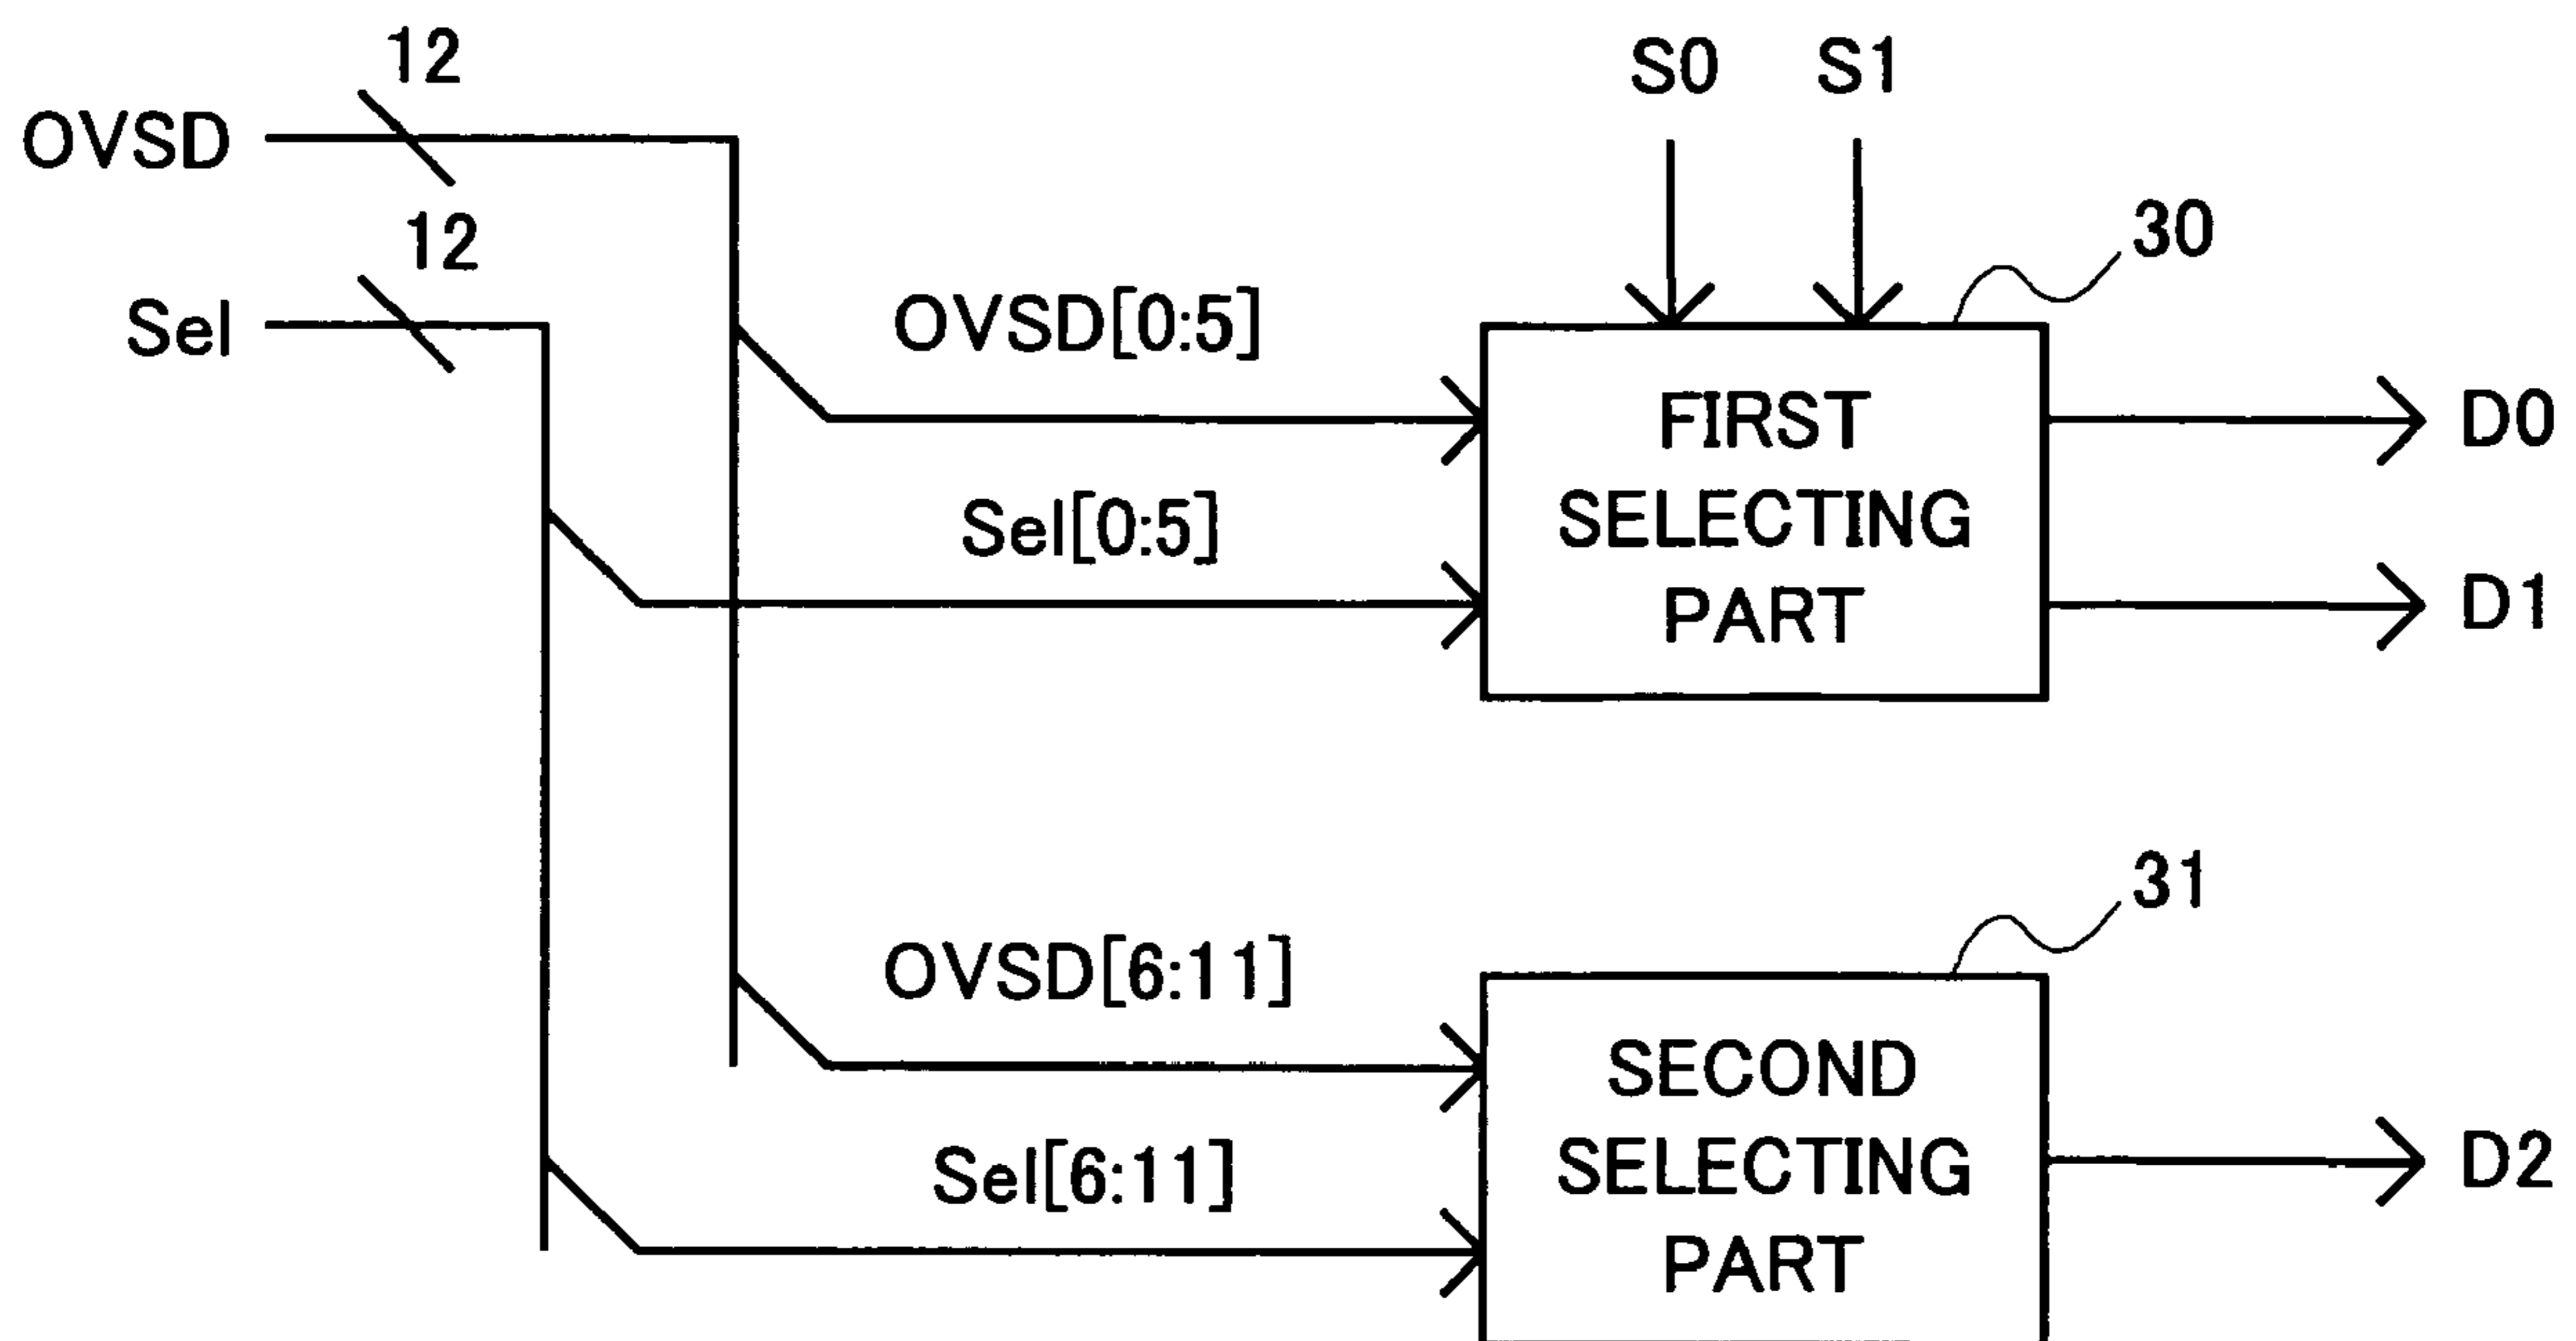 12
OVSD
12
Sel
S0 S1
30
OVSD[0:5]
Sel[0:5]
FIRST
SELECTING
PART
D0
D1
31
OVSD[6:11]
Sel[6:11]
SECOND
SELECTING
PART
D2